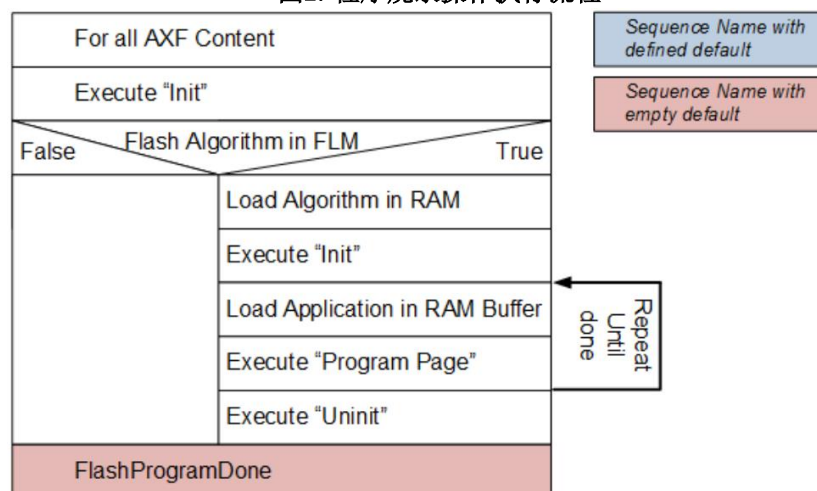 For all AXF Content
Execute “Init”
False
Flash Algorithm in FLM
True
Load Algorithm in RAM
Execute “Init”
Load Application in RAM Buffer
Execute “Program Page”
Execute “Uninit”
Repeat
Until
done
FlashProgramDone
Sequence Name with
defined default
Sequence Name with
empty default